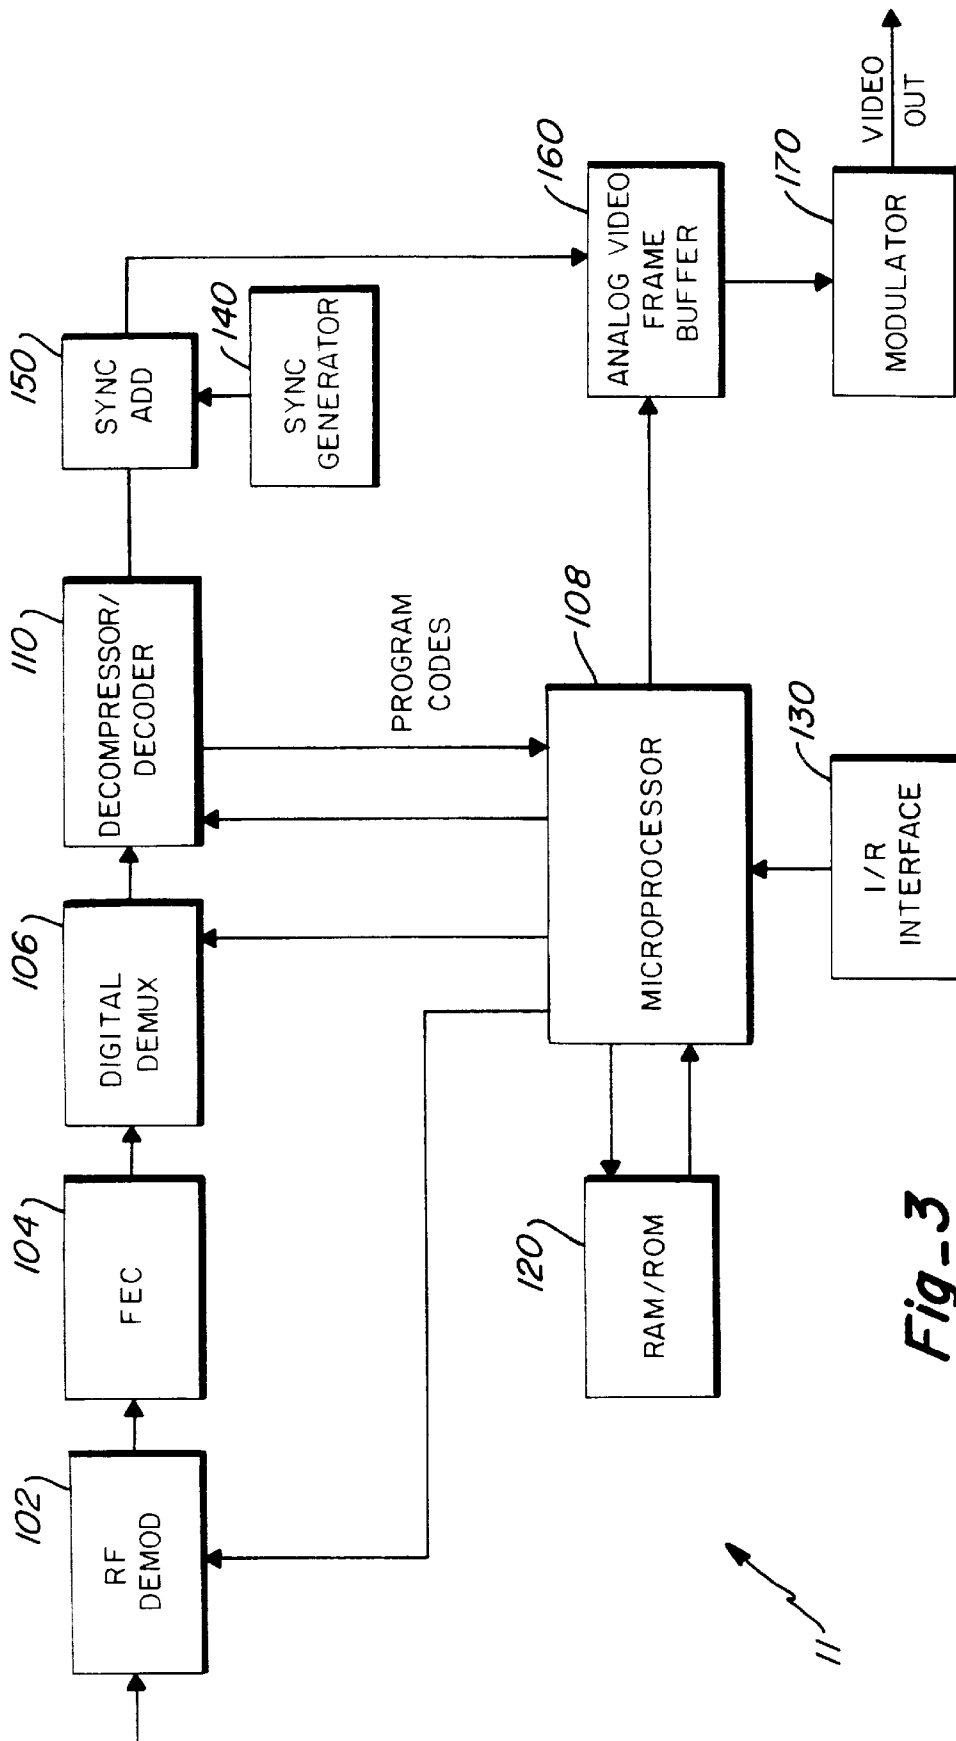 102
RF
DEMOD
104
FEC
106
DIGITAL
DEMUX
110
DECOMPRESSOR/
DECODER
150
SYNC
ADD
140
SYNC
GENERATOR
PROGRAM
CODES
120
RAM/ROM
108
MICROPROCESSOR
160
ANALOG VIDEO
FRAME
BUFFER
130
I/R
INTERFACE
170
MODULATOR
VIDEO
OUT
11
Fig_3